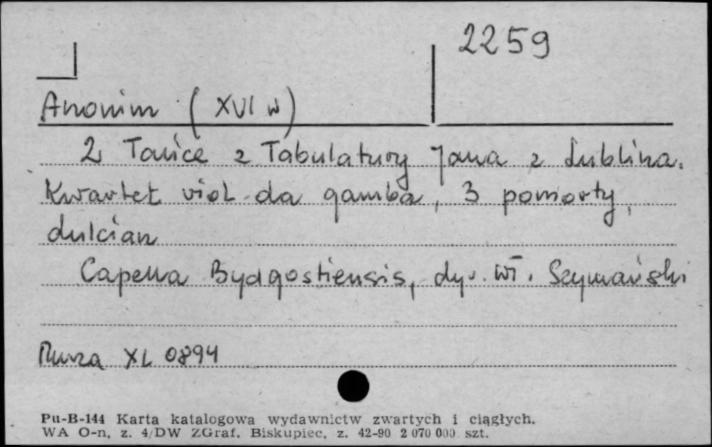 2259
Anonim (XVI w)
2 Tańce z Tabulatury Jana z Lublina.
Kwartet viol da gamba, 3 pomorty,
dulcian
Capella Bydgostiensis, dyr. Wł. Szymański
Muza XL 0894
Pu-B-144 Karta katalogowa wydawnictw zwartych i ciągłych.
WA O-n, z. 4/DW ZGraf. Biskupiec, z. 42-90 2 070 000 szt.